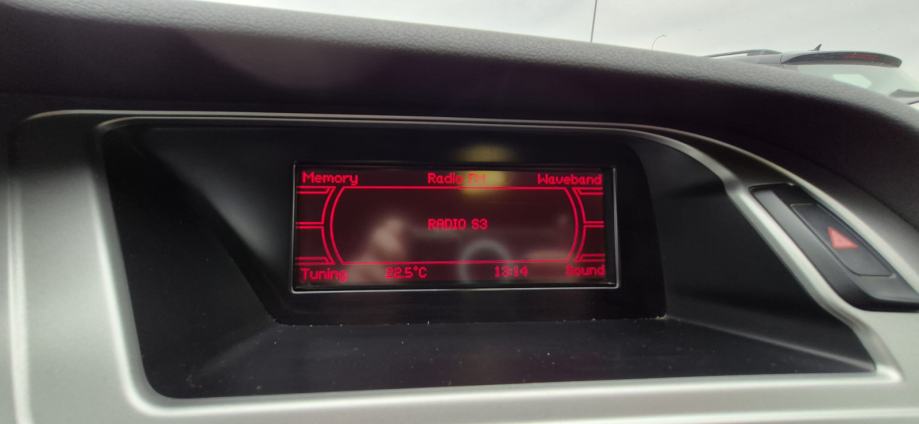 Memory Radio FM Waveband
RADIO S3
Tuning 22.5°C 13:14 Sound